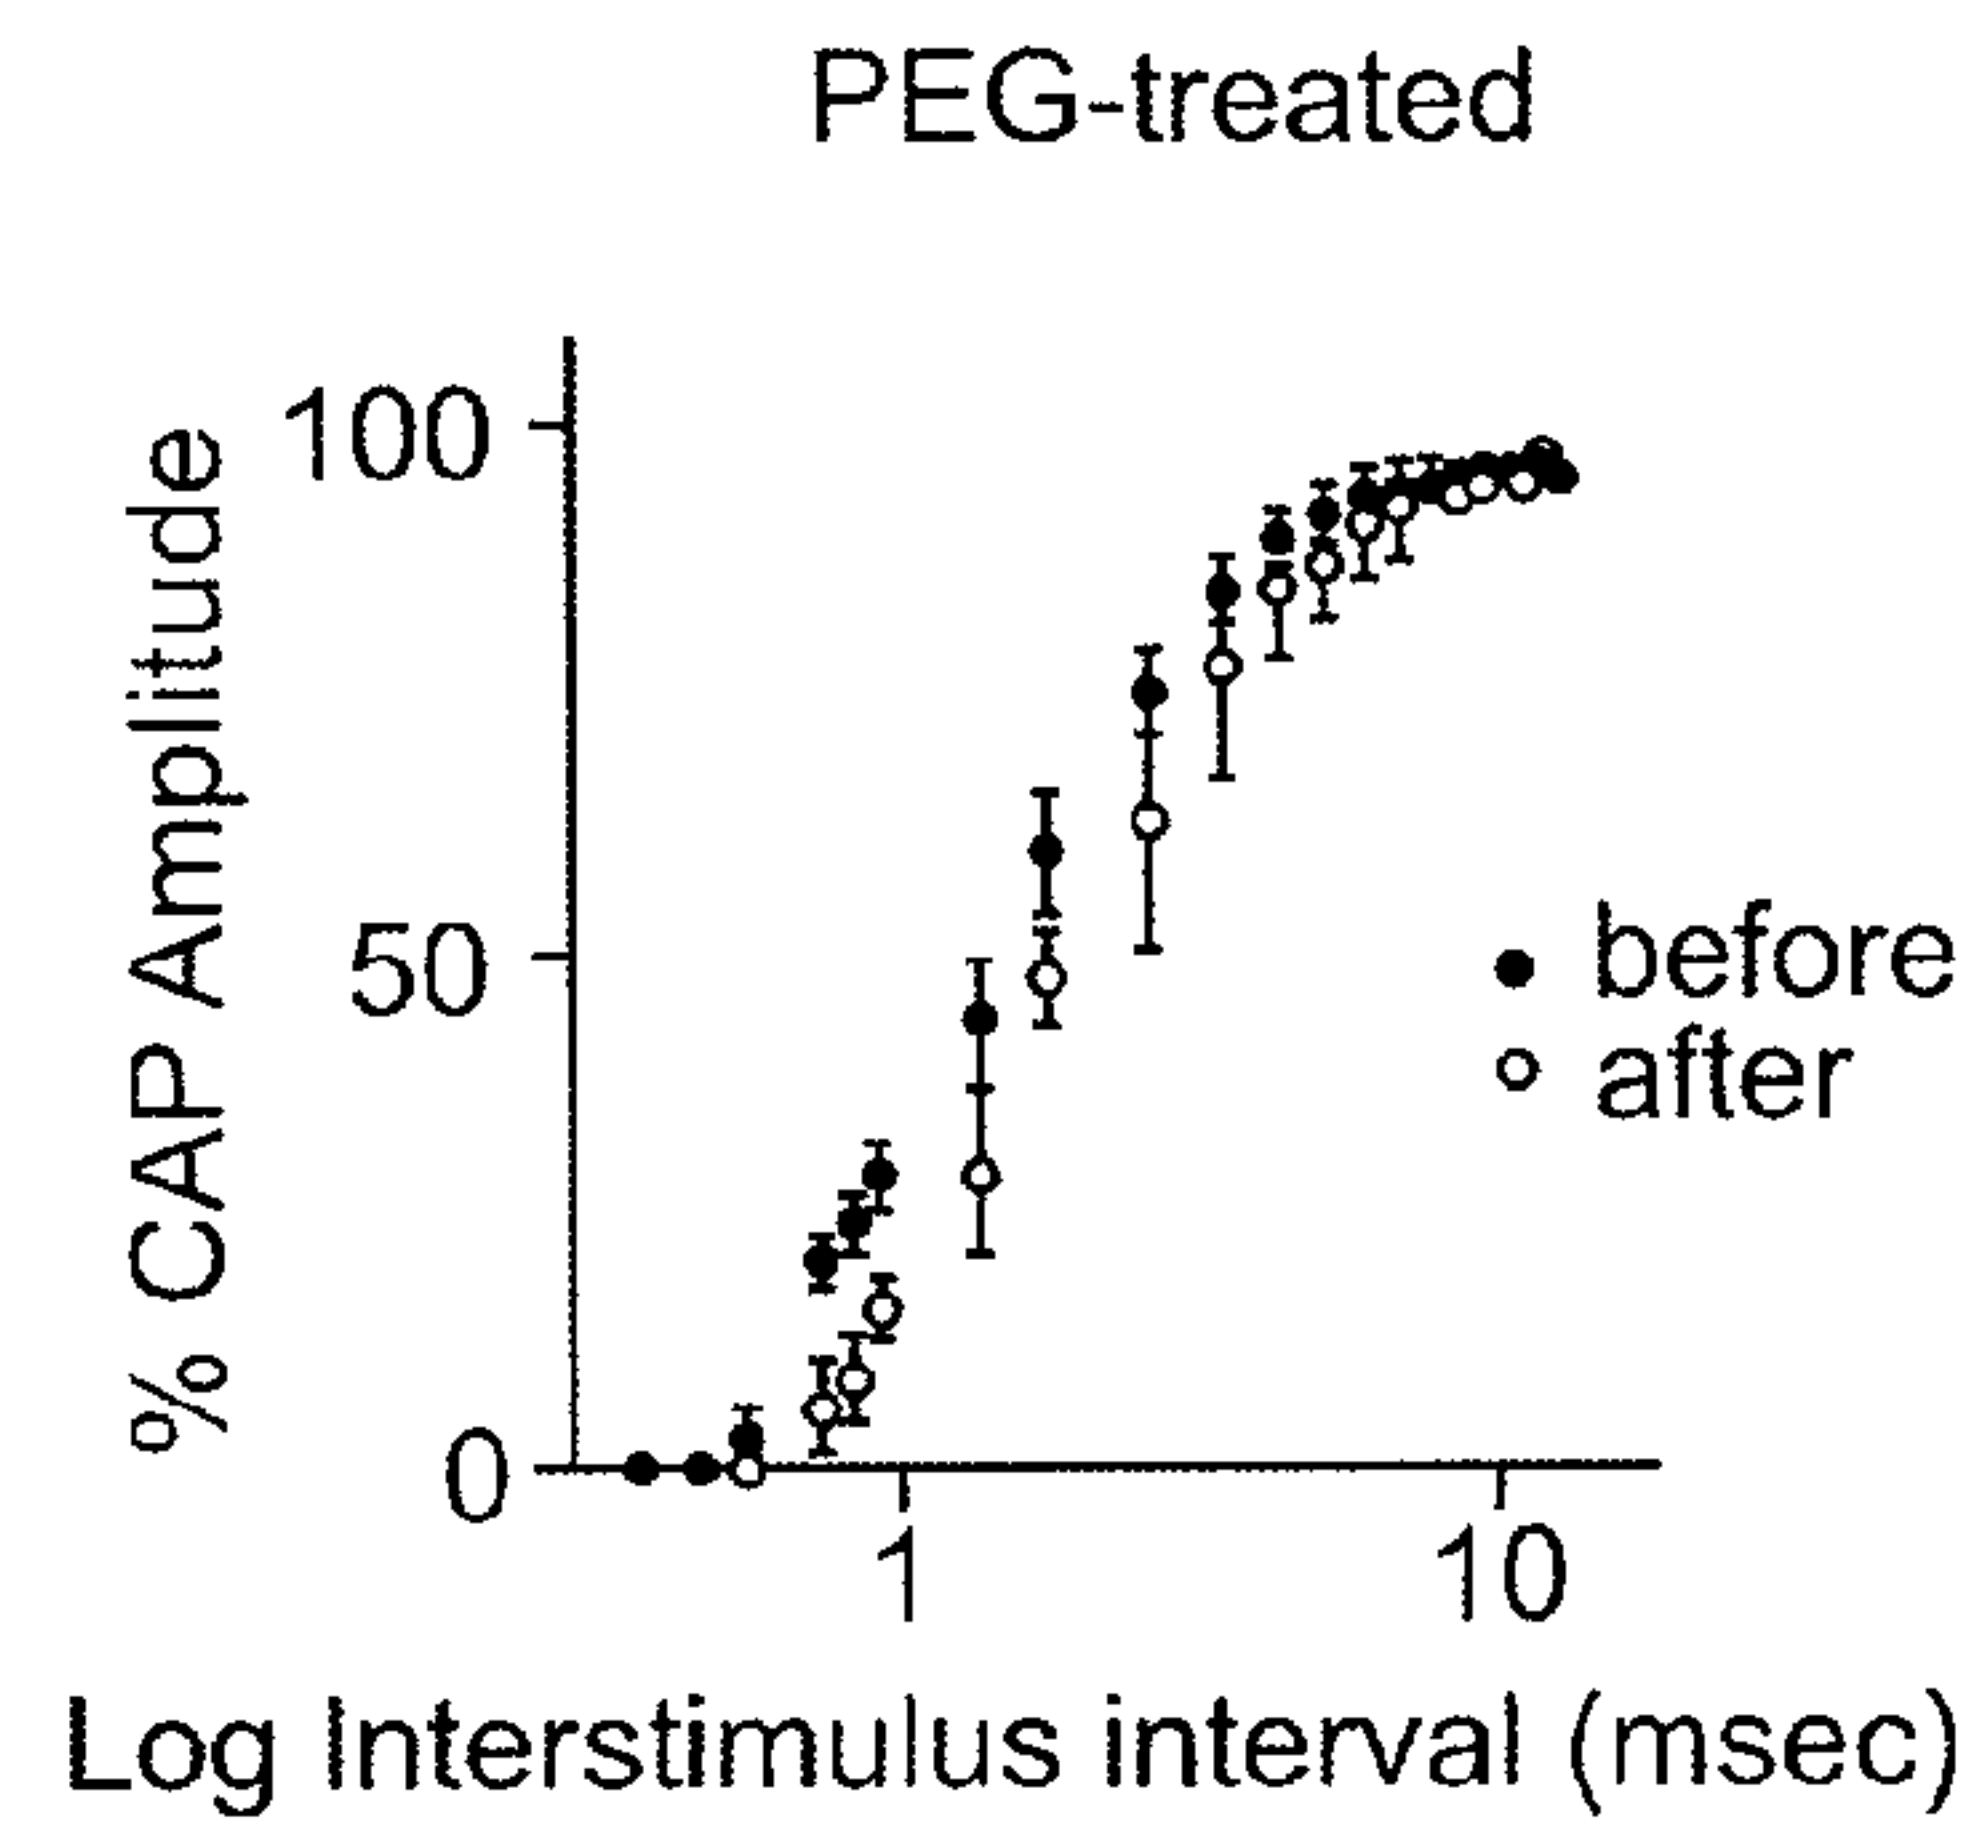 PEG-treated
% CAP Amplitude
100
50
0
before
after
1
10
Log Interstimulus interval (msec)